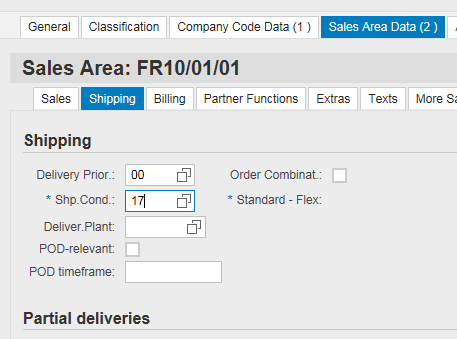 General Classification Company Code Data (1 ) Sales Area Data (2 )
Sales Area: FR10/01/01
Sales Shipping Billing Partner Functions Extras Texts More Sa
Shipping
Delivery Prior.: 00 Order Combinat.:
* Shp.Cond.: 17 * Standard - Flex:
Deliver.Plant:
POD-relevant:
POD timeframe:
Partial deliveries